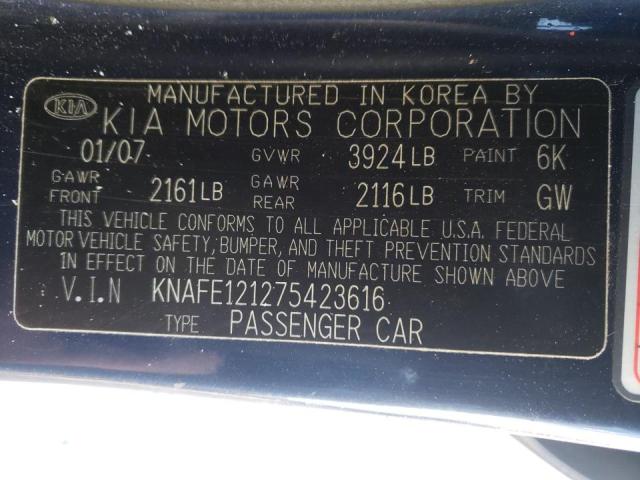 KIA
MANUFACTURED IN KOREA BY
KIA MOTORS CORPORATION
01/07 GVWR 3924LB PAINT 6K
GAWR FRONT 2161LB GAWR REAR 2116LB TRIM GW
THIS VEHICLE CONFORMS TO ALL APPLICABLE U.S.A. FEDERAL
MOTOR VEHICLE SAFETY, BUMPER, AND THEFT PREVENTION STANDARDS
IN EFFECT ON THE DATE OF MANUFACTURE SHOWN ABOVE
V.I.N KNAFE121275423616
TYPE PASSENGER CAR